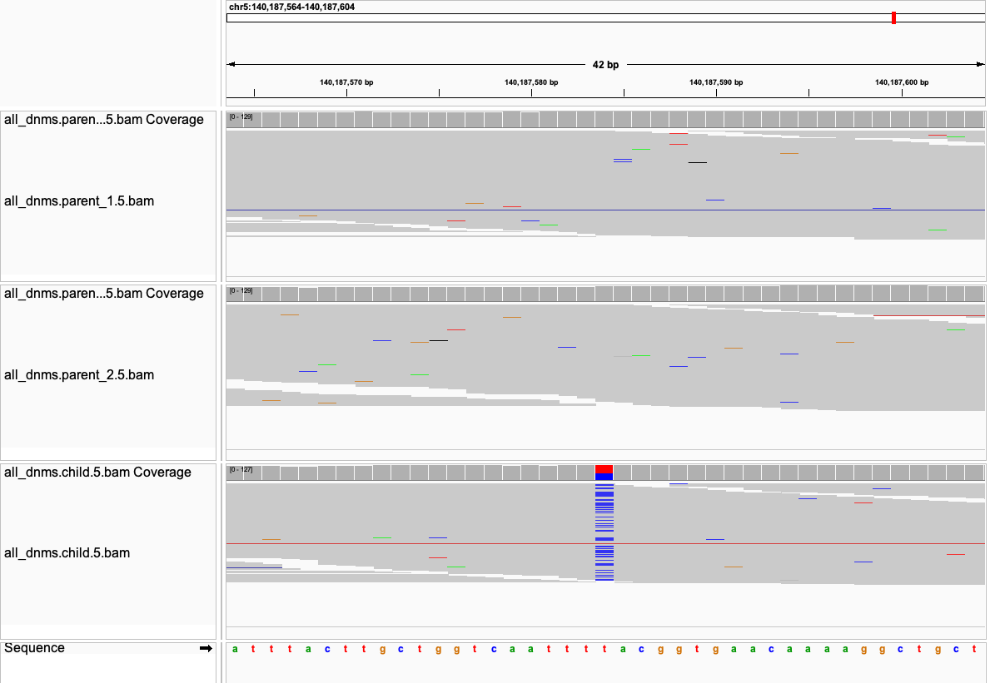 chr5:140,187,564-140,187,604
42 bp
140,187,570 bp 140,187,580 bp 140,187,590 bp 140,187,600 bp
all_dnms.paren...5.bam Coverage
[0 - 129]
all_dnms.parent_1.5.bam
all_dnms.paren...5.bam Coverage
[0 - 129]
all_dnms.parent_2.5.bam
all_dnms.child.5.bam Coverage
[0 - 127]
all_dnms.child.5.bam
Sequence
a t t t a c t t g c t g g t c a a t t t t a c g g t g a a c a a a a g g c t g c t